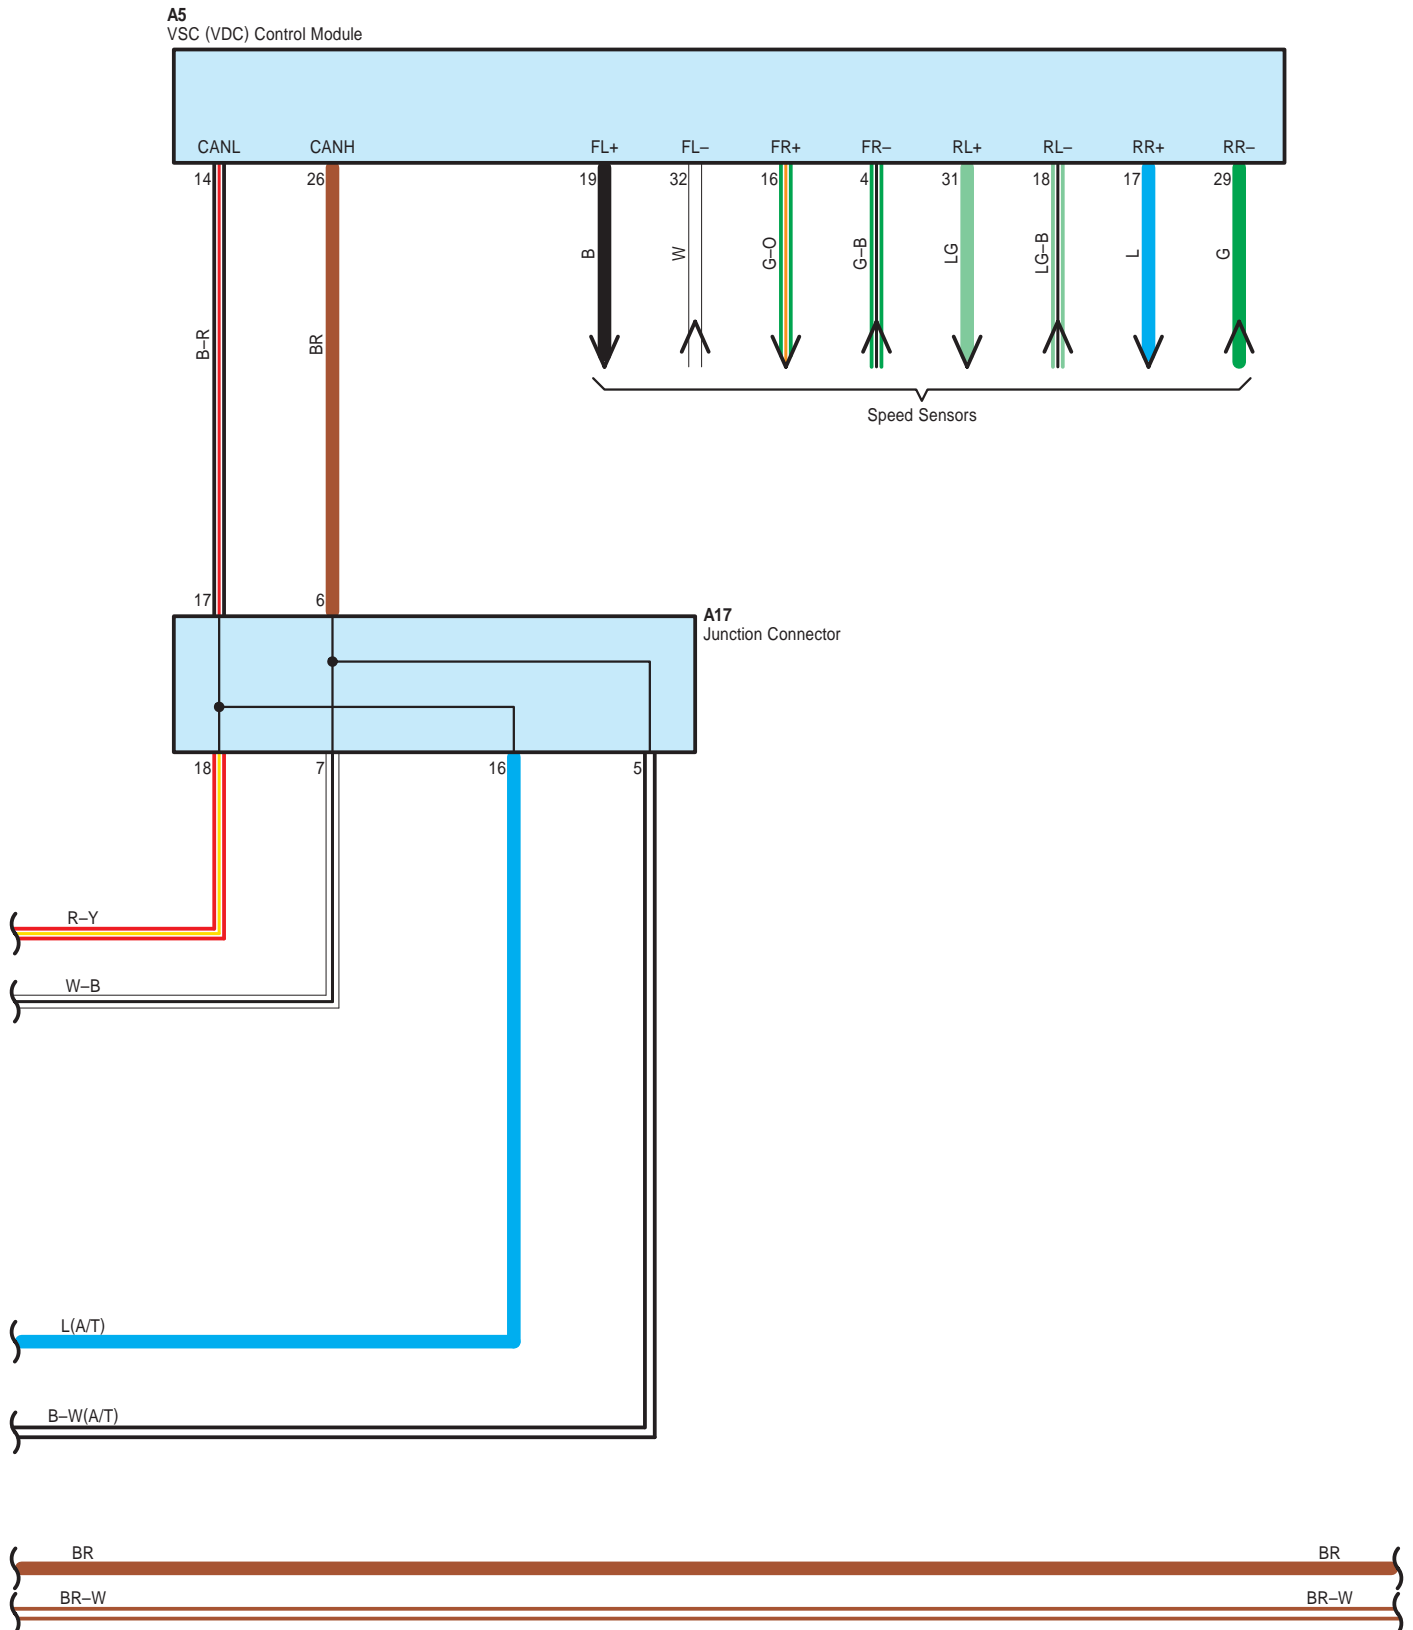 A5
VSC (VDC) Control Module
CANL CANH FL+ FL– FR+ FR– RL+ RL– RR+ RR–
14 26 19 32 16 4 31 18 17 29
B W G–O G–B LG LG–B L G
B–R BR
Speed Sensors
17 6
A17
Junction Connector
18 7 16 5
R–Y
W–B
L(A/T)
B–W(A/T)
BR BR
BR–W BR–W